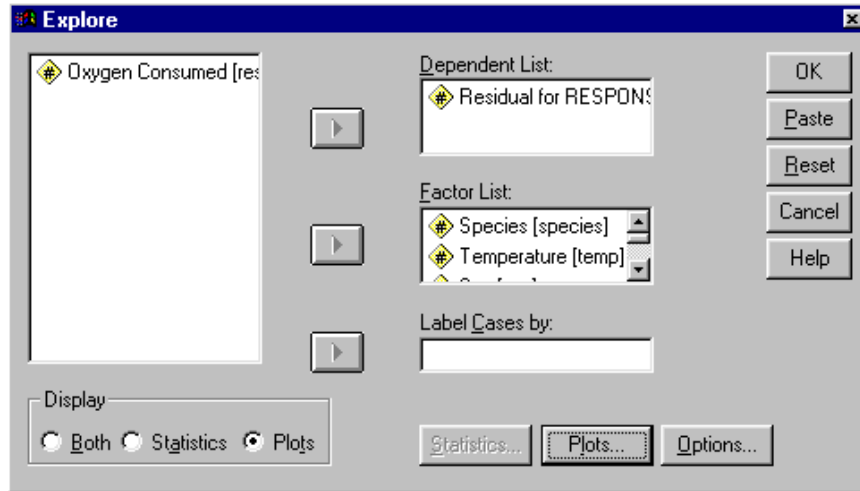 Explore
Oxygen Consumed [res
Dependent List:
Residual for RESPONS
Factor List:
Species [species]
Temperature [temp]
Label Cases by:
Display
Both
Statistics
Plots
Statistics...
Plots...
Options...
OK
Paste
Reset
Cancel
Help